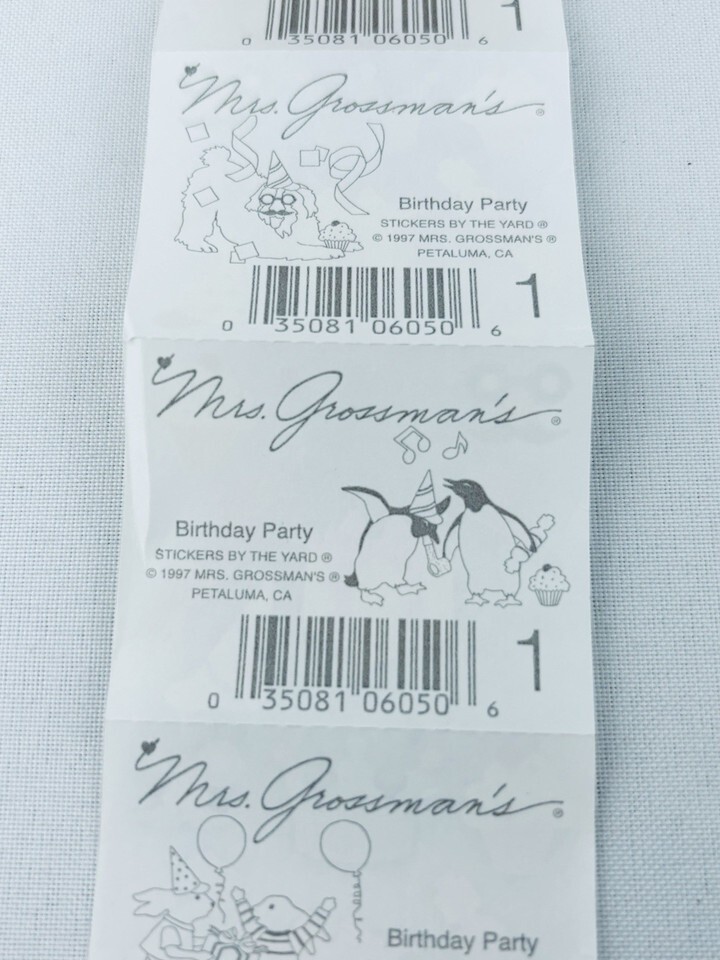 1
0 35081 06050 6
Mrs. Grossman's®
Birthday Party
STICKERS BY THE YARD ®
© 1997 MRS. GROSSMAN'S ®
PETALUMA, CA
1
0 35081 06050 6
Mrs. Grossman's®
Birthday Party
STICKERS BY THE YARD ®
© 1997 MRS. GROSSMAN'S ®
PETALUMA, CA
1
0 35081 06050 6
Mrs. Grossman's®
Birthday Party